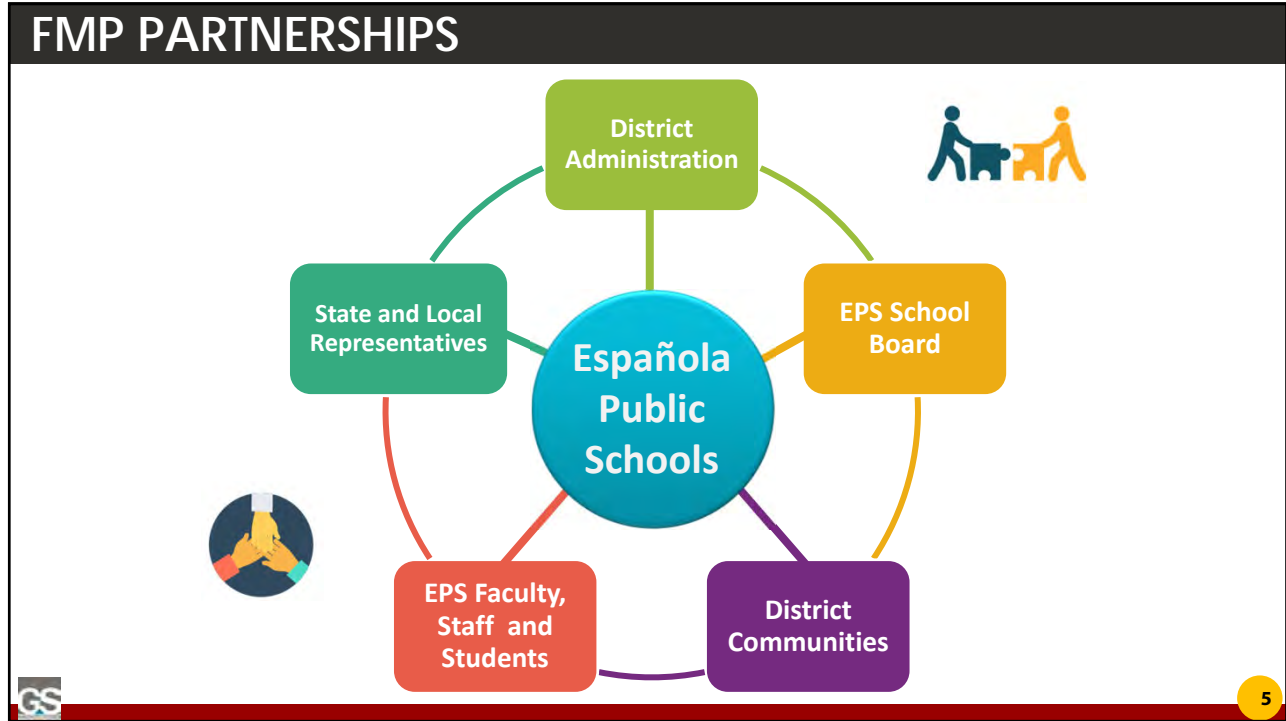 FMP PARTNERSHIPS
District
Administration
State and Local
Representatives
EPS School
Board
Española
Public
Schools
EPS Faculty,
Staff and
Students
District
Communities
GS
5